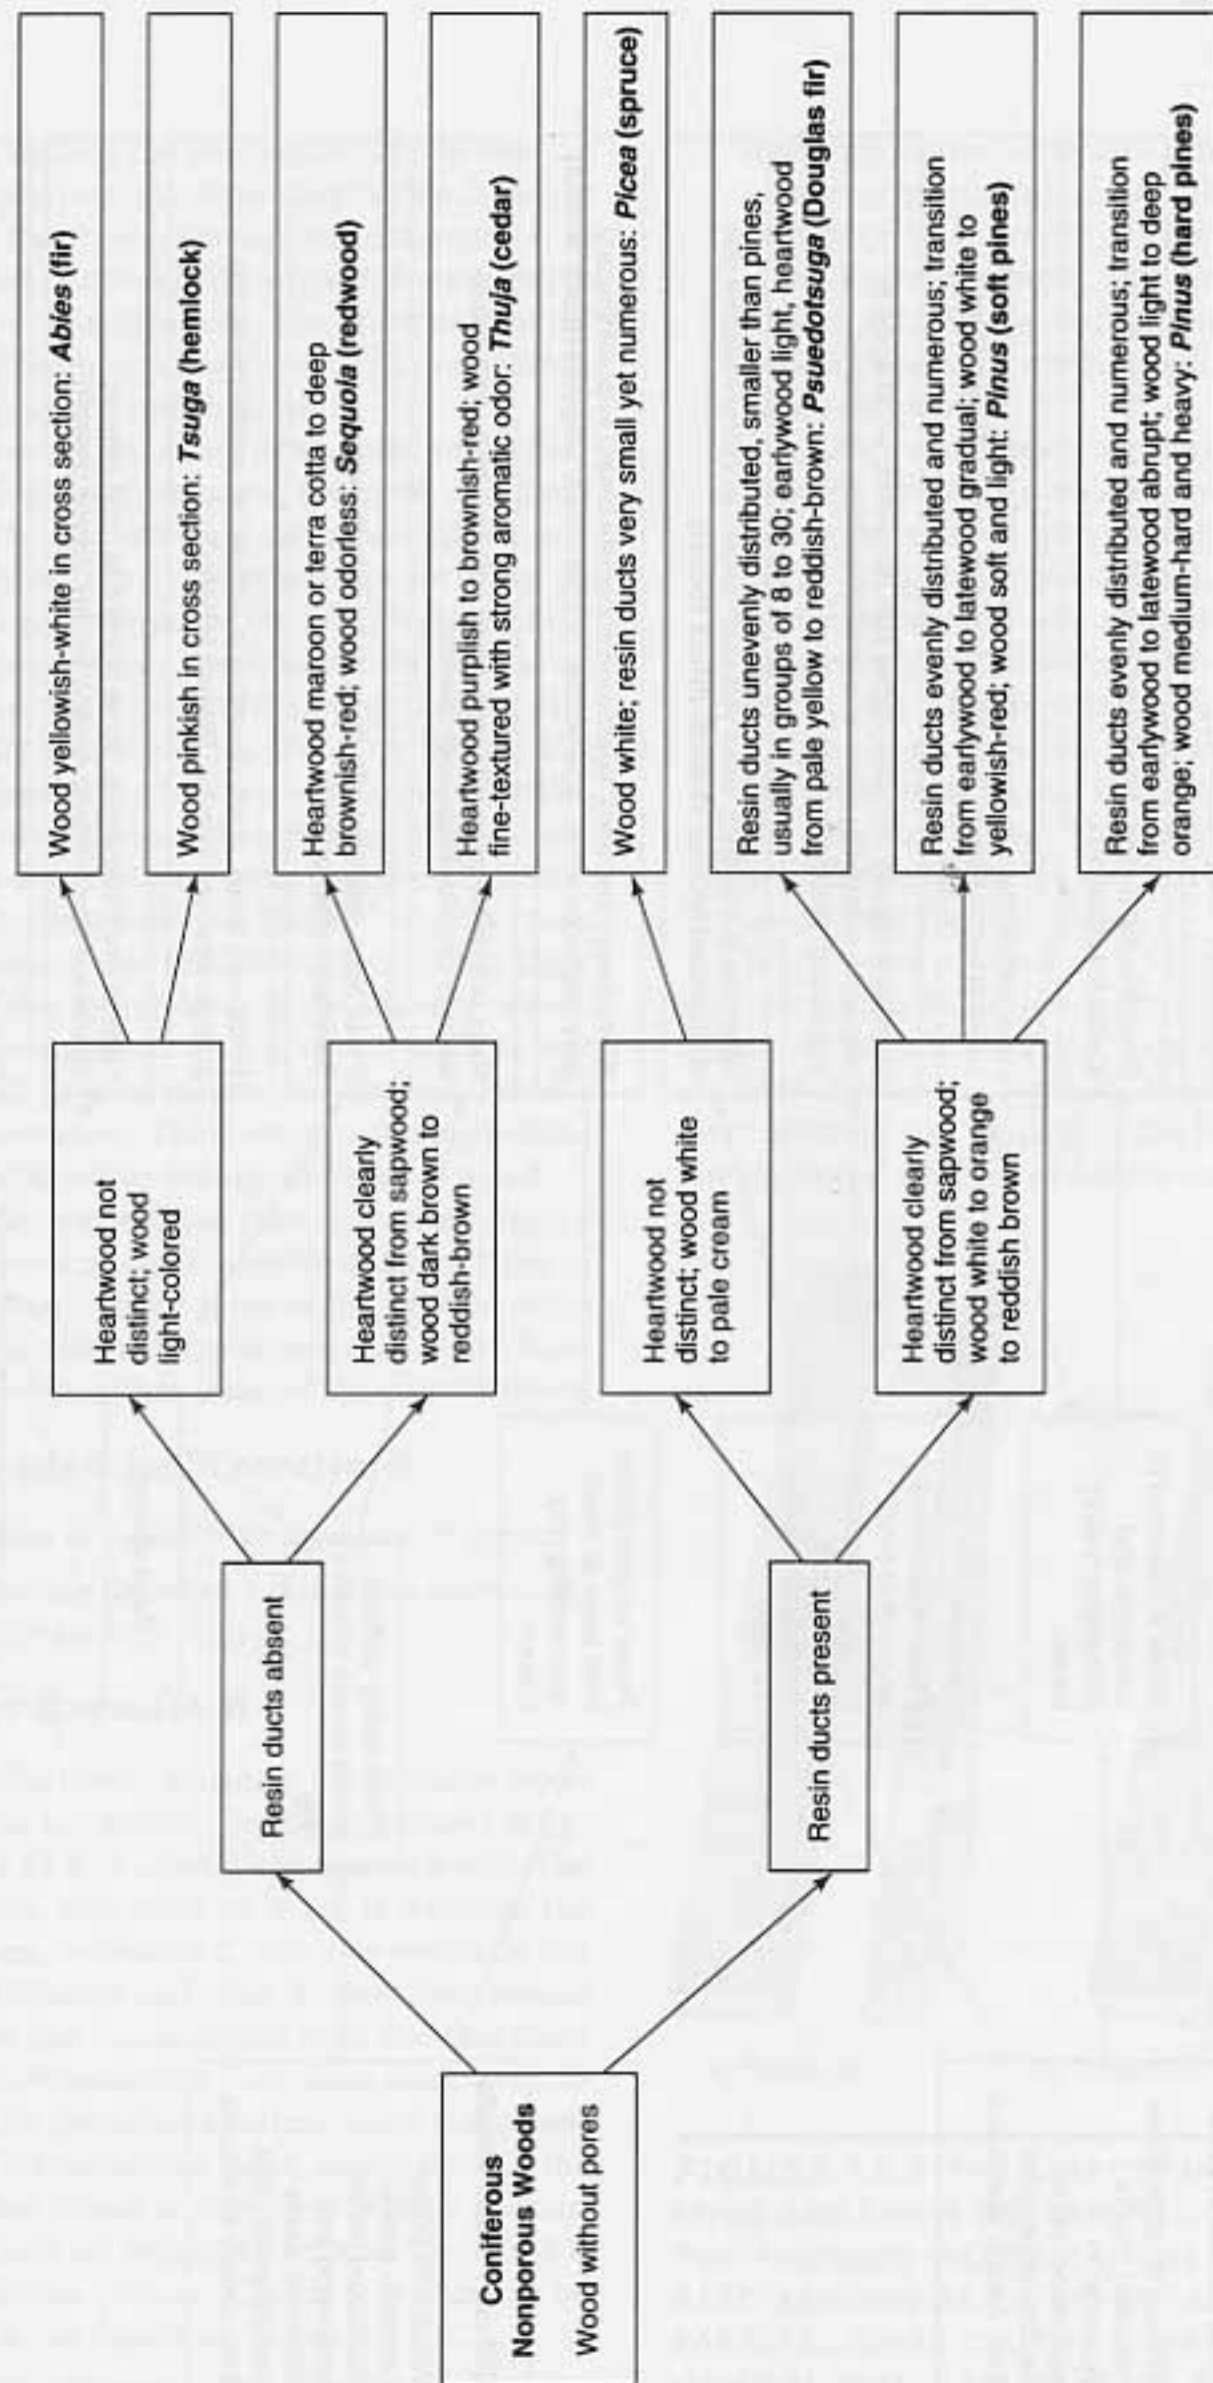 Coniferous
Nonporous Woods
Wood without pores
Resin ducts absent
Resin ducts present
Heartwood not
distinct; wood
light-colored
Heartwood clearly
distinct from sapwood;
wood dark brown to
reddish-brown
Heartwood not
distinct; wood white
to pale cream
Heartwood clearly
distinct from sapwood;
wood white to orange
to reddish brown
Wood yellowish-white in cross section: Abies (fir)
Wood pinkish in cross section: Tsuga (hemlock)
Heartwood maroon or terra cotta to deep
brownish-red; wood odorless: Sequoia (redwood)
Heartwood purplish to brownish-red; wood
fine-textured with strong aromatic odor: Thuja (cedar)
Wood white; resin ducts very small yet numerous: Picea (spruce)
Resin ducts unevenly distributed, smaller than pines,
usually in groups of 8 to 30; earlywood light, heartwood
from pale yellow to reddish-brown: Psuedotsuga (Douglas fir)
Resin ducts evenly distributed and numerous; transition
from earlywood to latewood gradual; wood white to
yellowish-red; wood soft and light: Pinus (soft pines)
Resin ducts evenly distributed and numerous; transition
from earlywood to latewood abrupt; wood light to deep
orange; wood medium-hard and heavy: Pinus (hard pines)